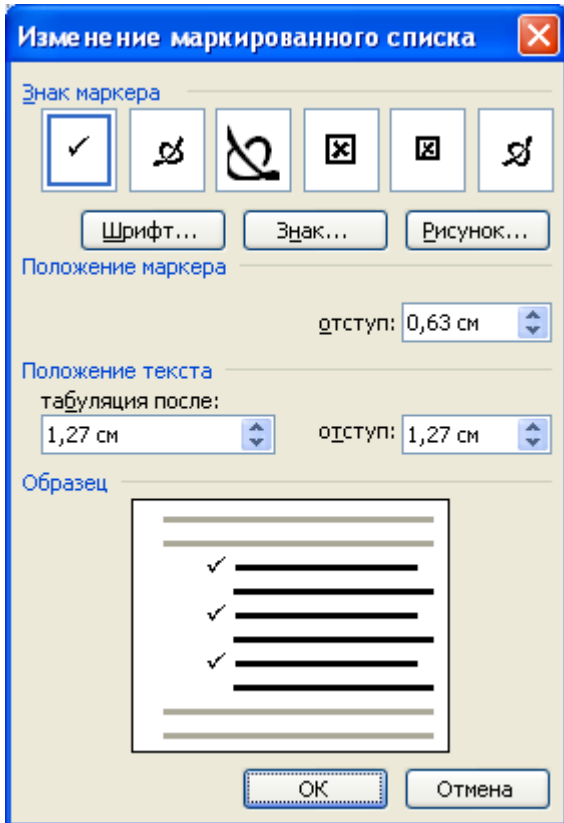 Изменение маркированного списка
Знак маркера
Шрифт... Знак... Рисунок...
Положение маркера
отступ: 0,63 см
Положение текста
табуляция после:
1,27 см отступ: 1,27 см
Образец
ОК Отмена